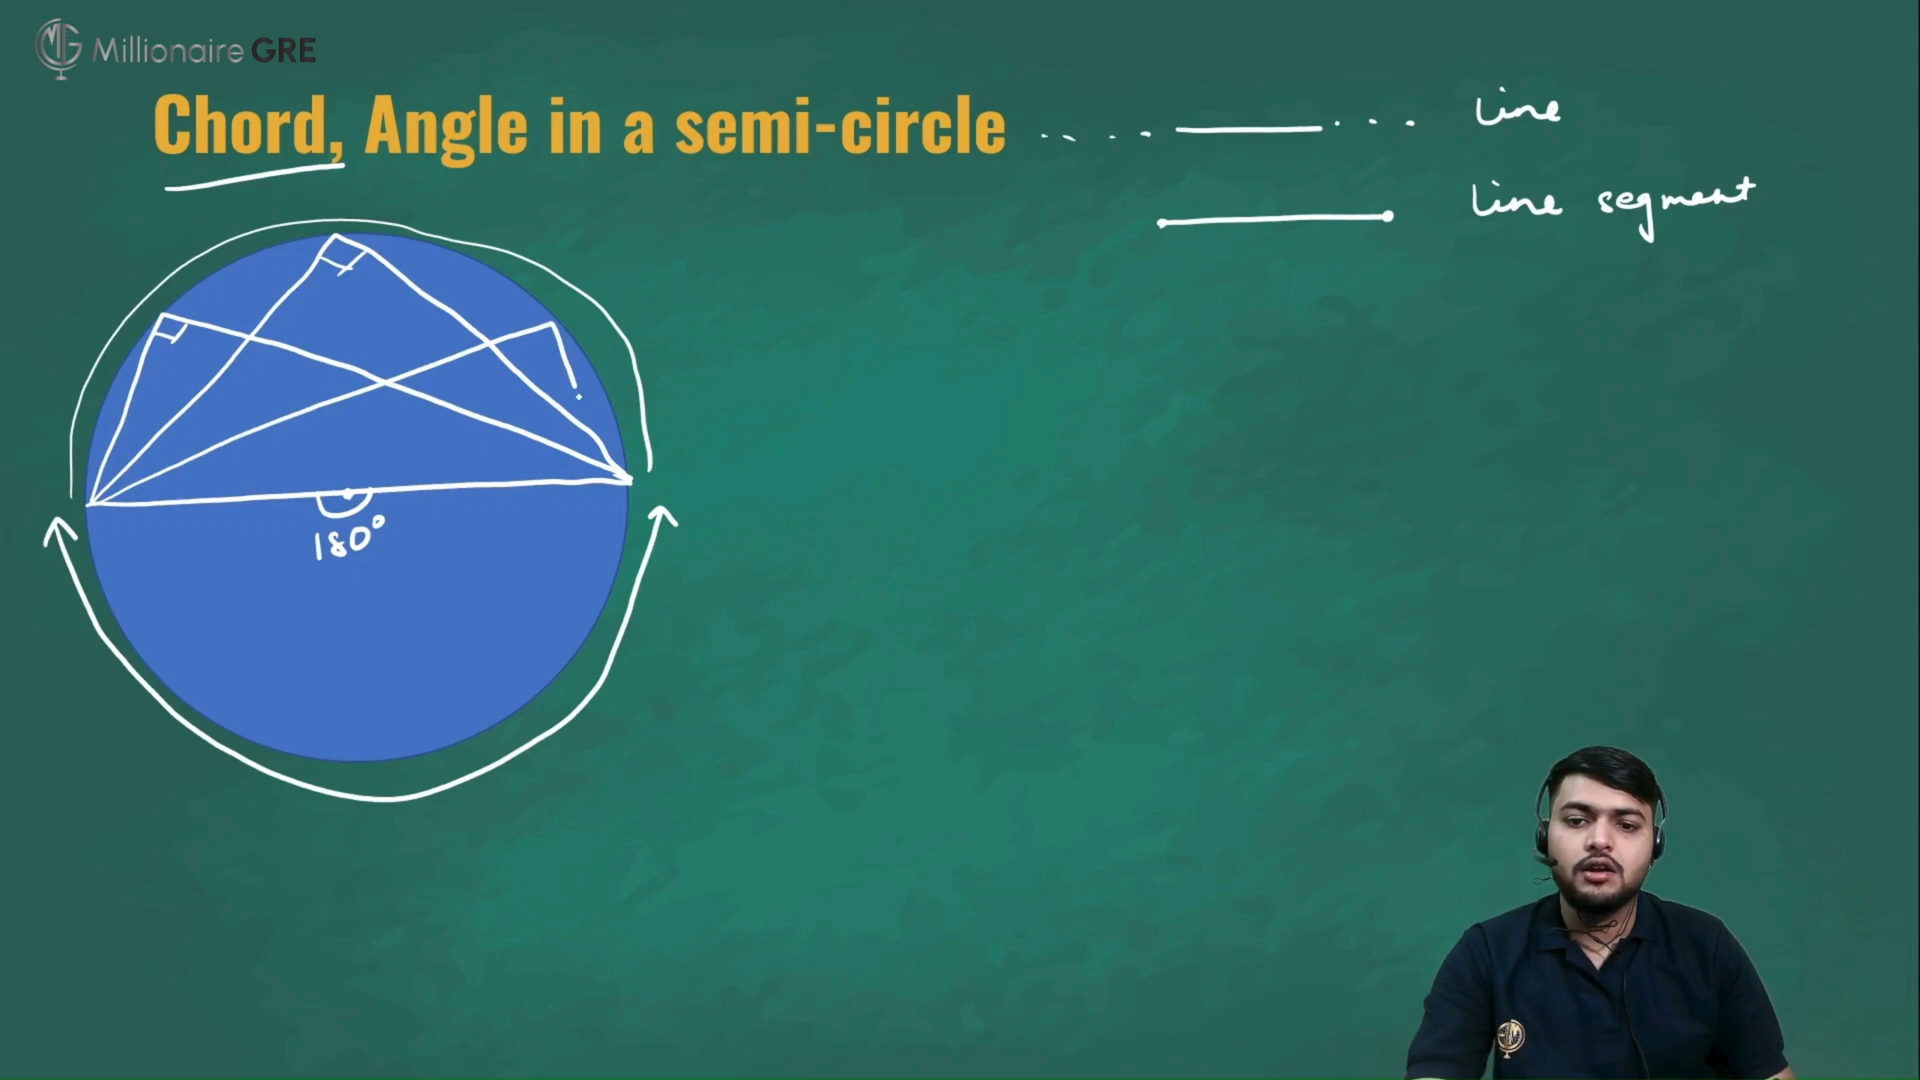 Millionaire GRE
Chord, Angle in a semi-circle
Line
Line segment
180°